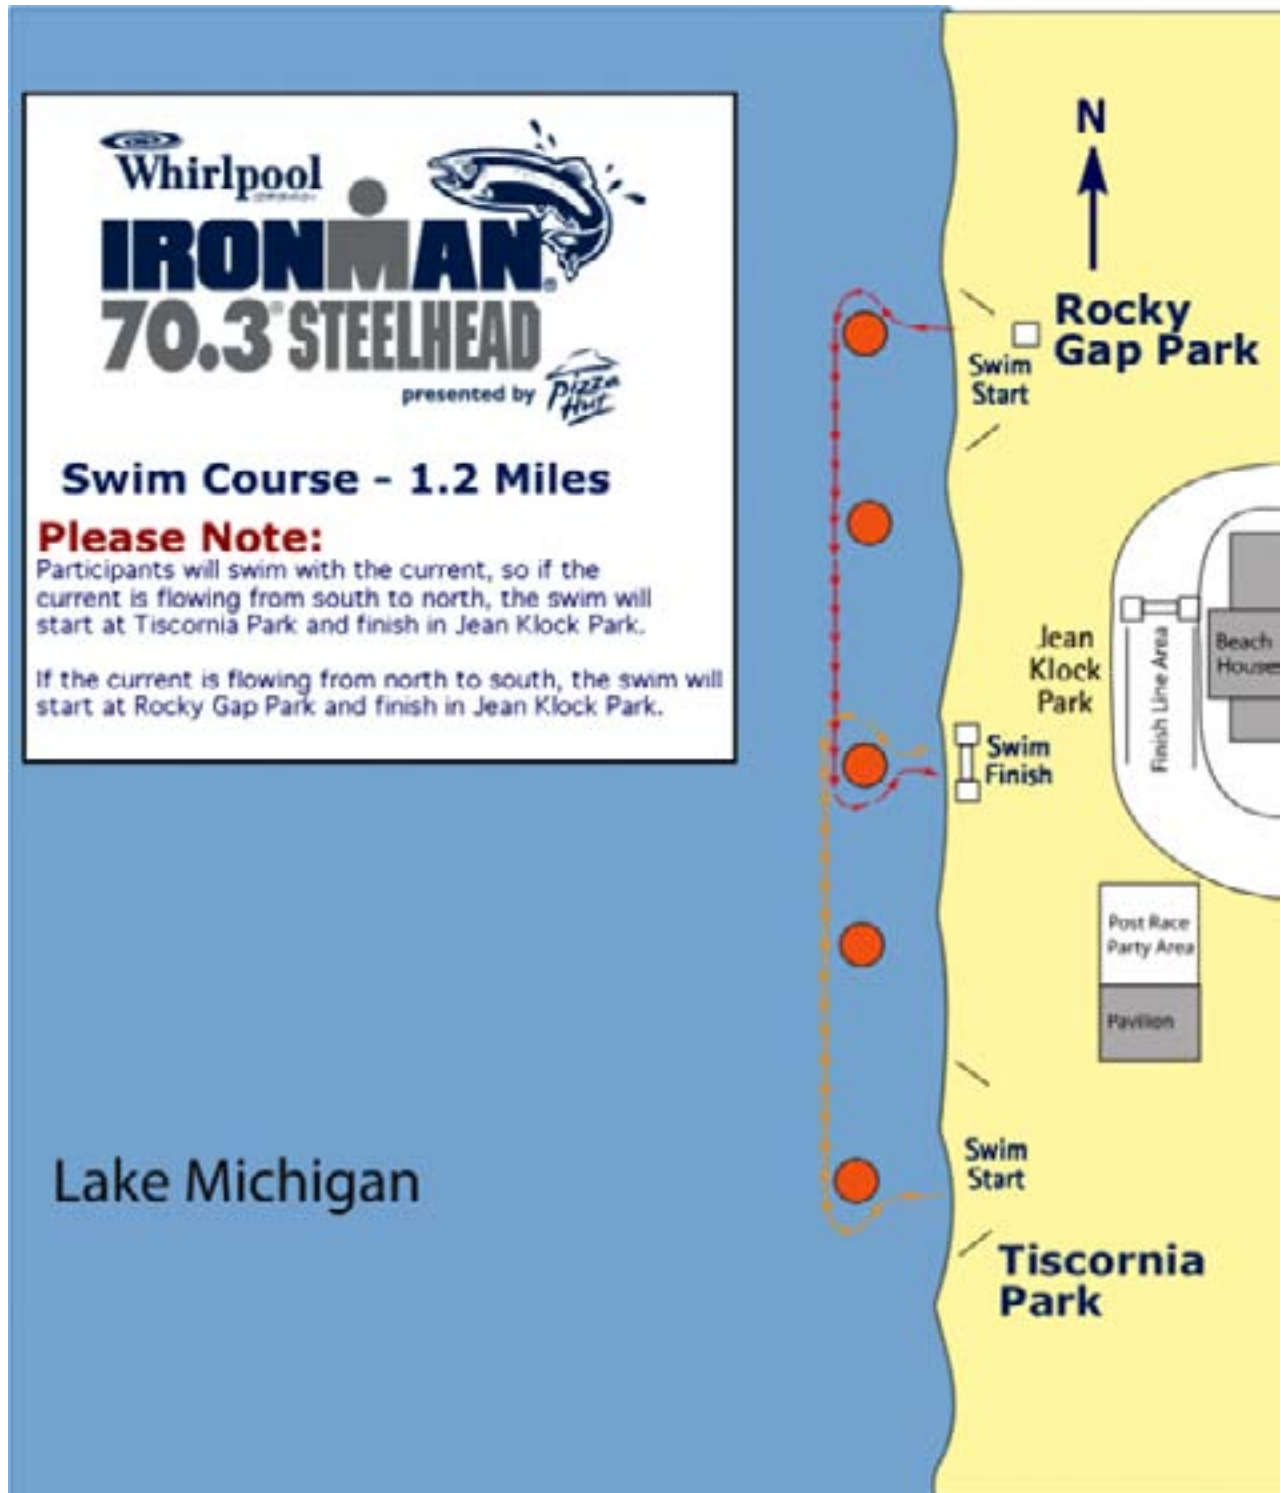 Whirlpool
IRONMAN®
70.3® STEELHEAD
presented by Pizza Hut
Swim Course - 1.2 Miles
Please Note:
Participants will swim with the current, so if the
current is flowing from south to north, the swim will
start at Tiscornia Park and finish in Jean Klock Park.
If the current is flowing from north to south, the swim will
start at Rocky Gap Park and finish in Jean Klock Park.
N
Rocky
Gap Park
Swim
Start
Jean
Klock
Park
Finish Line Area
Beach
House
Swim
Finish
Post Race
Party Area
Pavilion
Lake Michigan
Swim
Start
Tiscornia
Park